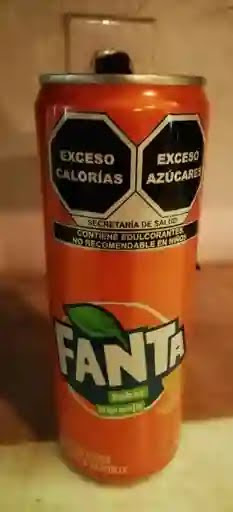 EXCESO
CALORÍAS
EXCESO
AZÚCARES
SECRETARÍA DE SALUD
CONTIENE EDULCORANTES,
NO RECOMENDABLE EN NIÑOS
FANTA